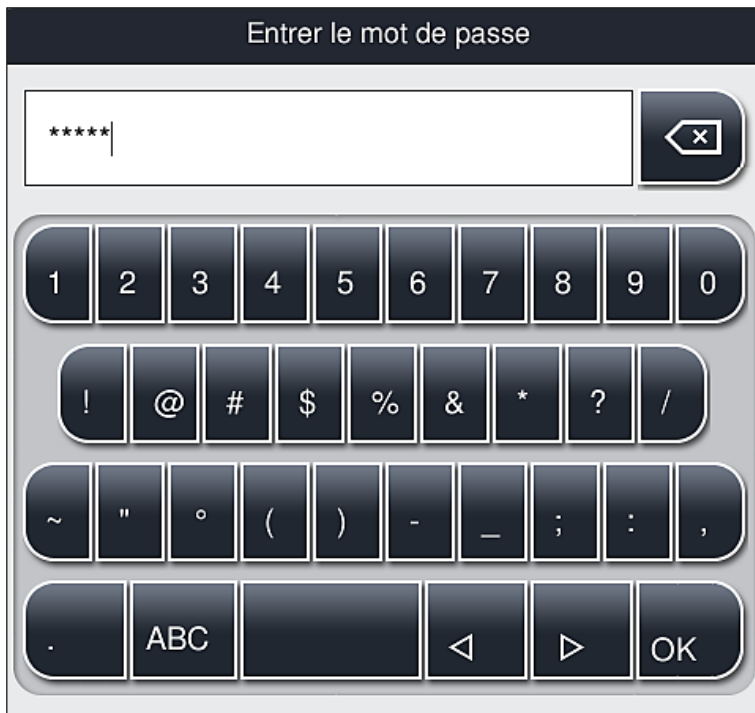 Entrer le mot de passe
*****
1 2 3 4 5 6 7 8 9 0
! @ # $ % & * ? /
~ " ° ( ) - _ ; : ,
. ABC OK